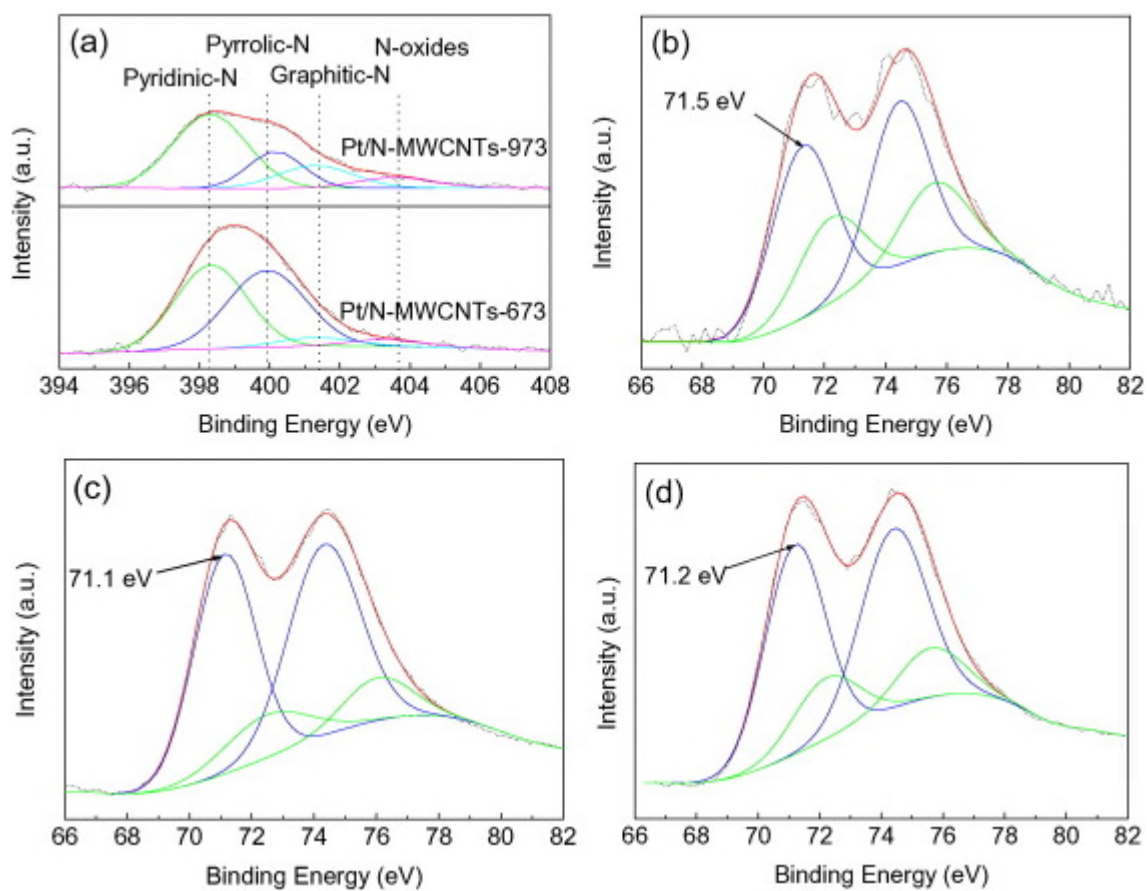 (a)
Pyrrolic-N
N-oxides
Pyridinic-N
Graphitic-N
Pt/N-MWCNTs-973
Pt/N-MWCNTs-673
Intensity (a.u.)
394 396 398 400 402 404 406 408
Binding Energy (eV)
(b)
71.5 eV
Intensity (a.u.)
66 68 70 72 74 76 78 80 82
Binding Energy (eV)
(c)
71.1 eV
Intensity (a.u.)
66 68 70 72 74 76 78 80 82
Binding Energy (eV)
(d)
71.2 eV
Intensity (a.u.)
66 68 70 72 74 76 78 80 82
Binding Energy (eV)